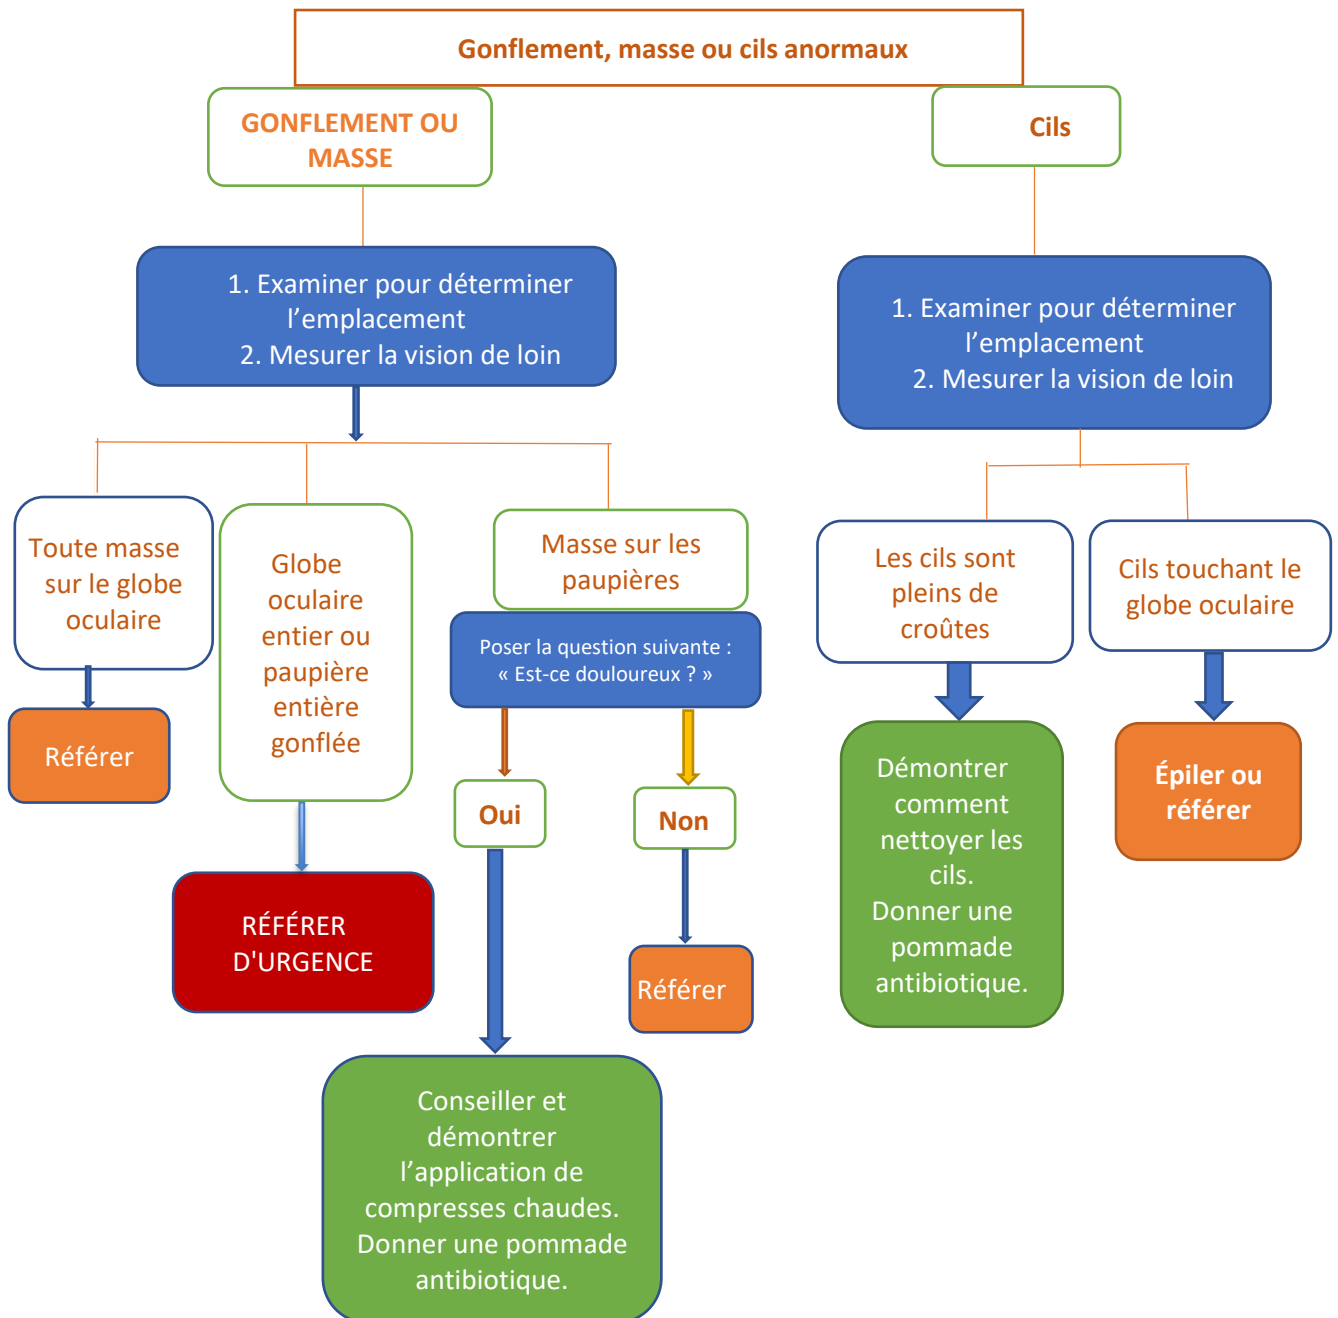 Gonflement, masse ou cils anormaux
GONFLEMENT OU
MASSE
Cils
1. Examiner pour déterminer
l’emplacement
2. Mesurer la vision de loin
1. Examiner pour déterminer
l’emplacement
2. Mesurer la vision de loin
Toute masse
sur le globe
oculaire
Globe
oculaire
entier ou
paupière
entière
gonflée
Masse sur les
paupières
Poser la question suivante :
« Est-ce douloureux ? »
Les cils sont
pleins de
croûtes
Cils touchant le
globe oculaire
Référer
Oui
Non
Démontrer
comment
nettoyer les
cils.
Donner une
pommade
antibiotique.
Épiler ou
référer
RÉFÉRER
D'URGENCE
Référer
Conseiller et
démontrer
l’application de
compresses chaudes.
Donner une pommade
antibiotique.